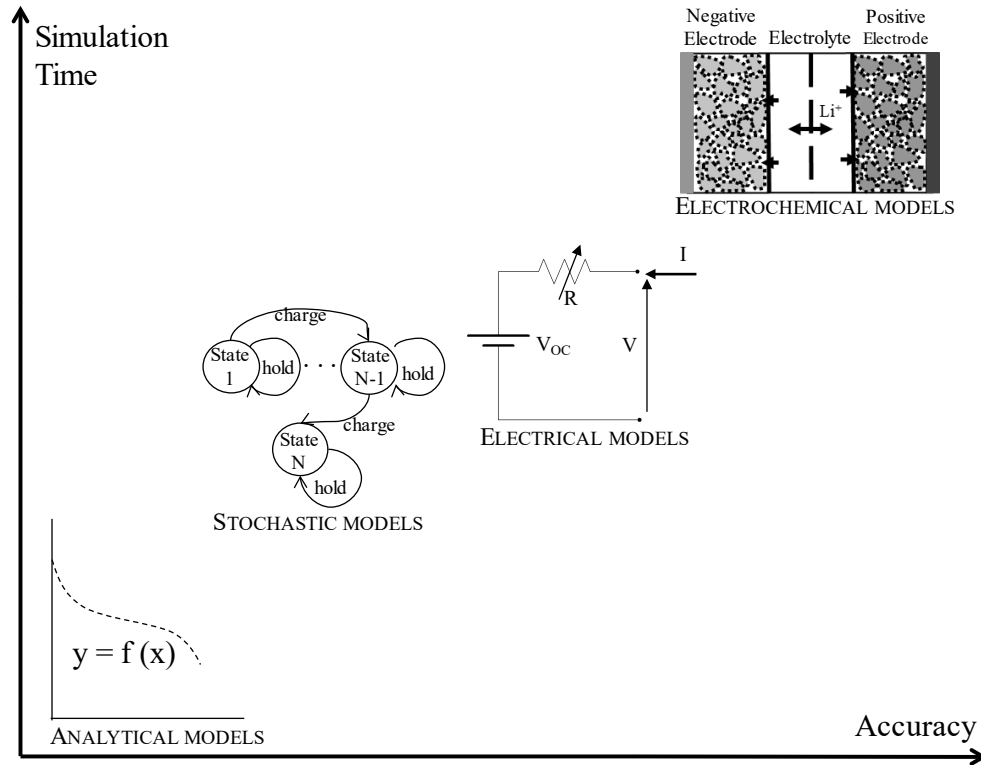 Simulation
Time
Negative
Electrode
Electrolyte
Positive
Electrode
Li⁺
ELECTROCHEMICAL MODELS
I
R
V_OC
V
ELECTRICAL MODELS
charge
State
1
hold
· · ·
State
N-1
hold
charge
State
N
hold
STOCHASTIC MODELS
y = f (x)
ANALYTICAL MODELS
Accuracy